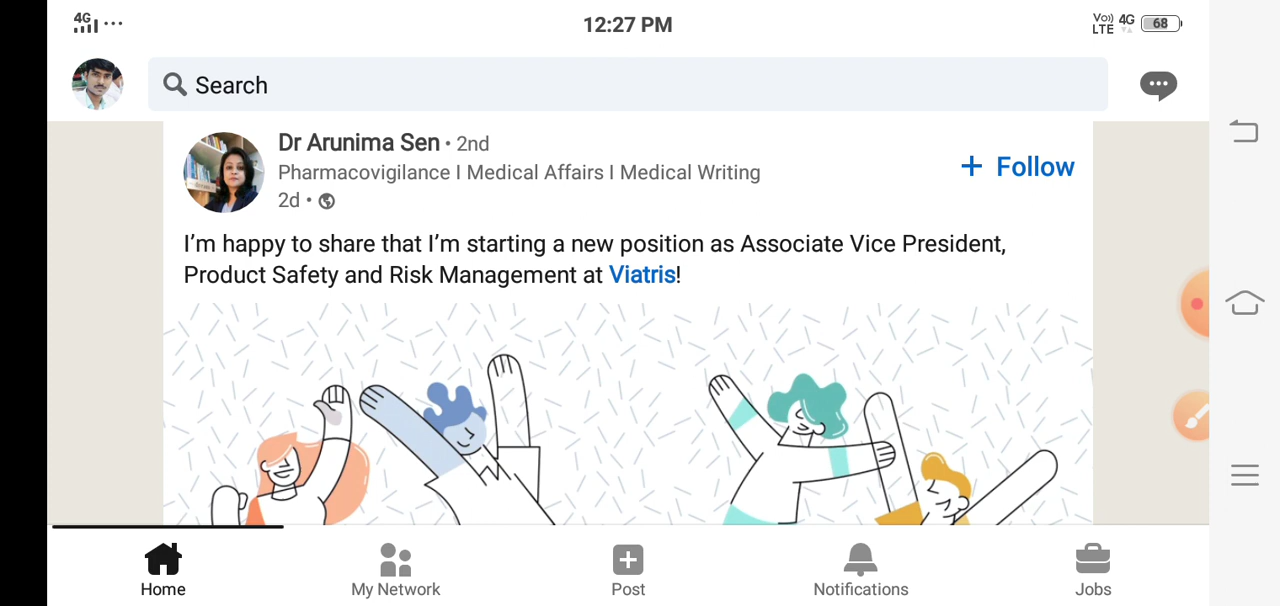 4G
12:27 PM
Vo)) LTE 4G 68
Search
Dr Arunima Sen • 2nd
Pharmacovigilance I Medical Affairs I Medical Writing
+ Follow
2d •
I'm happy to share that I'm starting a new position as Associate Vice President,
Product Safety and Risk Management at Viatris!
Home
My Network
Post
Notifications
Jobs